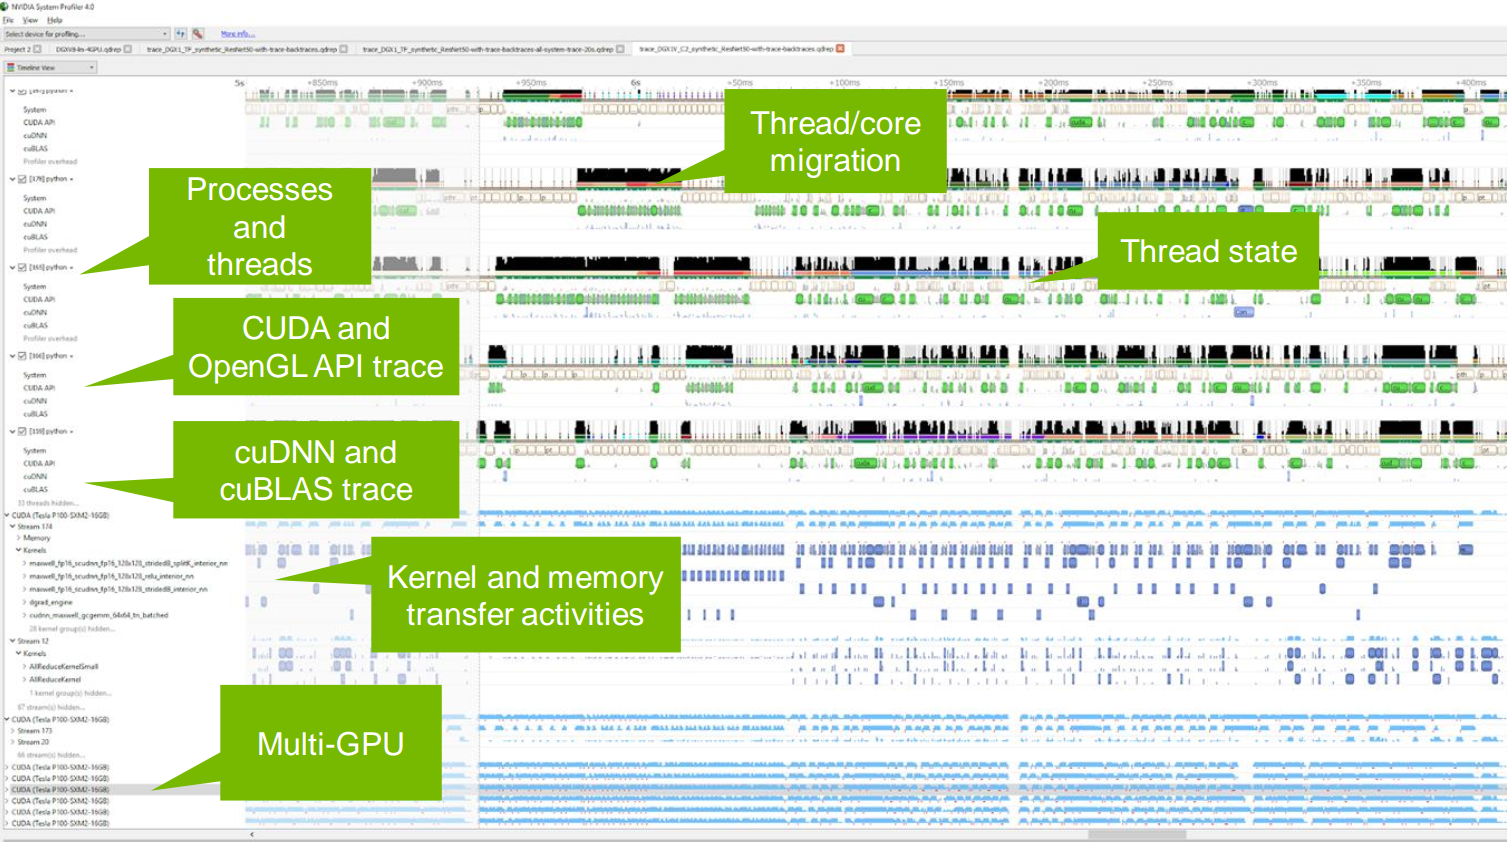 NVIDIA System Profiler 4.0
File View Help
Select device for profiling...
More info...
Project 2
DGXV8-lm-4GPU.qdrep
trace_DGX1_TF_synthetic_ResNet50-with-trace-backtraces.qdrep
trace_DGX1_TF_synthetic_ResNet50-with-trace-backtraces-all-system-trace-20s.qdrep
trace_DGX1V_C2_synthetic_ResNet50-with-trace-backtraces.qdrep
Timeline View
5s +850ms +900ms +950ms 6s +50ms +100ms +150ms +200ms +250ms +300ms +350ms +400ms
python
System
CUDA API
cuDNN
cuBLAS
Profiler overhead
Thread/core
migration
python
System
CUDA API
cuDNN
cuBLAS
Profiler overhead
Processes
and
threads
Thread state
python
System
CUDA API
cuDNN
cuBLAS
Profiler overhead
CUDA and
OpenGL API trace
[166] python
System
CUDA API
cuDNN
cuBLAS
[159] python
System
CUDA API
cuDNN
cuBLAS
cuDNN and
cuBLAS trace
33 threads hidden...
CUDA (Tesla P100-SXM2-16GB)
Stream 174
Memory
Kernels
maxwell_fp16_scudnn_fp16_128x128_stridedB_splitK_interior_nn
maxwell_fp16_scudnn_fp16_128x128_relu_interior_nn
maxwell_fp16_scudnn_fp16_128x128_stridedB_interior_nn
dgrad_engine
cudnn_maxwell_gcgemm_64x64_tn_batched
28 kernel group(s) hidden...
Kernel and memory
transfer activities
Stream 12
Kernels
AllReduceKernelSmall
AllReduceKernel
1 kernel group(s) hidden...
67 stream(s) hidden...
CUDA (Tesla P100-SXM2-16GB)
Stream 173
Stream 20
66 stream(s) hidden...
Multi-GPU
CUDA (Tesla P100-SXM2-16GB)
CUDA (Tesla P100-SXM2-16GB)
CUDA (Tesla P100-SXM2-16GB)
CUDA (Tesla P100-SXM2-16GB)
CUDA (Tesla P100-SXM2-16GB)
CUDA (Tesla P100-SXM2-16GB)